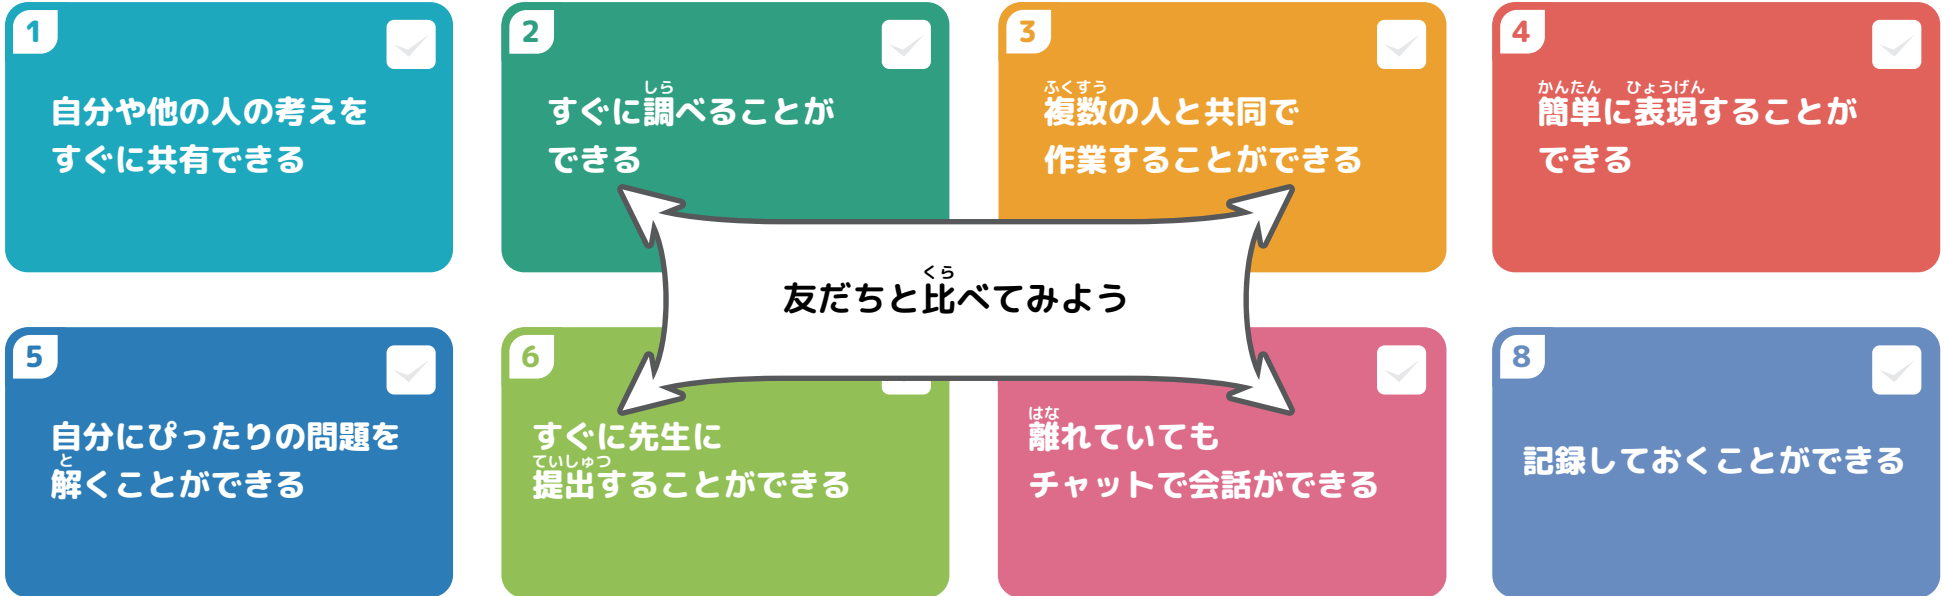 1
自分や他の人の考えを
すぐに共有できる
2
しら
すぐに調べることが
できる
3
ふくすう
複数の人と共同で
作業することができる
4
かんたん ひょうげん
簡単に表現することが
できる
くら
友だちと比べてみよう
5
自分にぴったりの問題を
と
解くことができる
6
すぐに先生に
ていしゅつ
提出することができる
はな
離れていても
チャットで会話ができる
8
記録しておくことができる